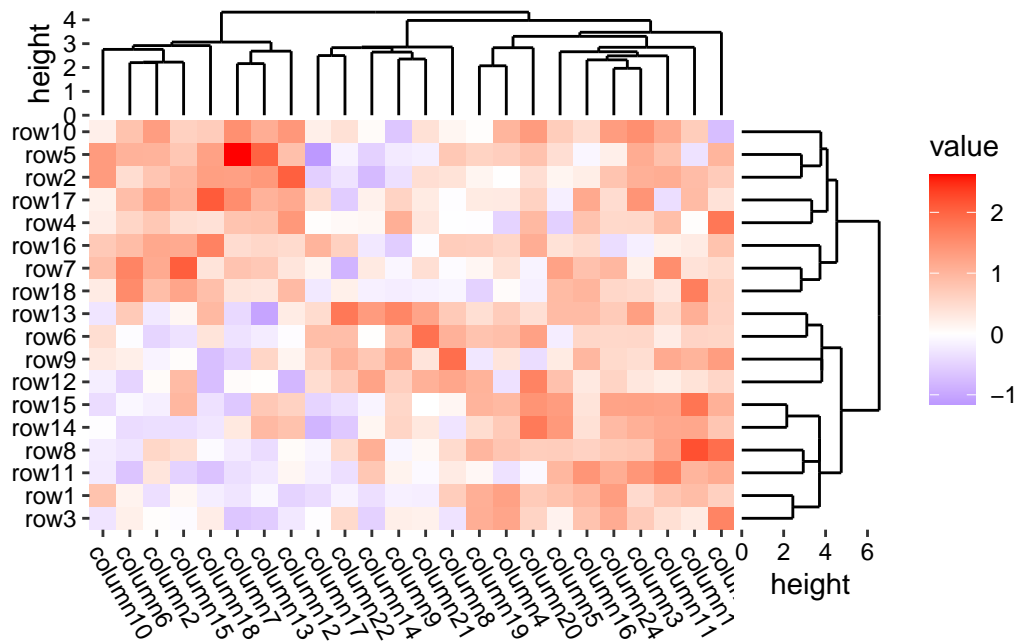 height
4
3
2
1
0
row10
row5
row2
row17
row4
row16
row7
row18
row13
row6
row9
row12
row15
row14
row8
row11
row1
row3
column10
column6
column2
column15
column18
column7
column13
column12
column17
column22
column14
column9
column21
column8
column19
column4
column20
column5
column16
column24
column3
column11
column1
0 2 4 6
height
value
2
1
0
−1